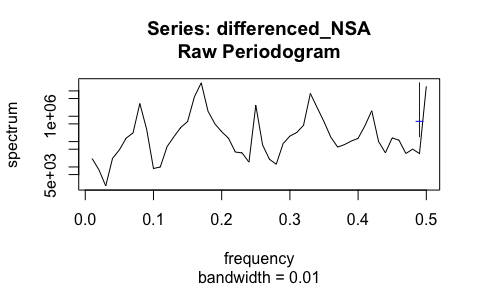 Series: differenced_NSA
Raw Periodogram
spectrum
5e+03 1e+06
0.0 0.1 0.2 0.3 0.4 0.5
frequency
bandwidth = 0.01